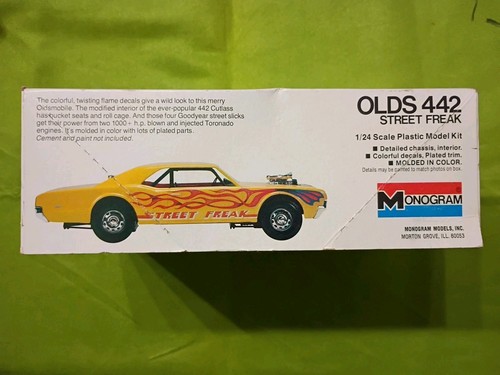 The colorful, twisting flame decals give a wild look to this merry
Oldsmobile. The modified interior of the ever-popular 442 Cutlass
has bucket seats and roll cage. And those four Goodyear street slicks
get their power from two 1000 + h.p. blown and injected Toronado
engines. It's molded in color with lots of plated parts.
Cement and paint not included.
STREET FREAK
OLDS 442
STREET FREAK
1/24 Scale Plastic Model Kit
■ Detailed chassis, interior.
■ Colorful decals, Plated trim.
■ MOLDED IN COLOR.
Details may be painted to match photos on box.
MONOGRAM®
MONOGRAM MODELS, INC.
MORTON GROVE, ILL. 60053